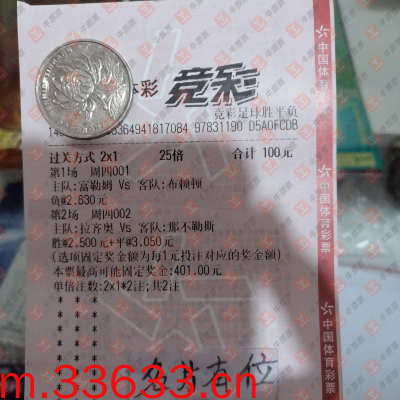 体彩 竞彩
竞彩足球胜平负
3364941817084 97831190 D5A0FCDB
过关方式 2x1 25倍 合计 100元
第1场 周四001
主队:富勒姆 Vs 客队:布顿顿
负#2.630元
第2场 周四002
主队:拉齐奥 Vs 客队:那不勒斯
胜#2.500元+平#3.050元
(选项固定奖金额为每1元投注对应的奖金额)
本票最高可能固定奖金:401.00元
单倍注数:2x1*2注;共2注
中国体育彩票
中国体育彩票
中国体育彩票
m.33633.cn